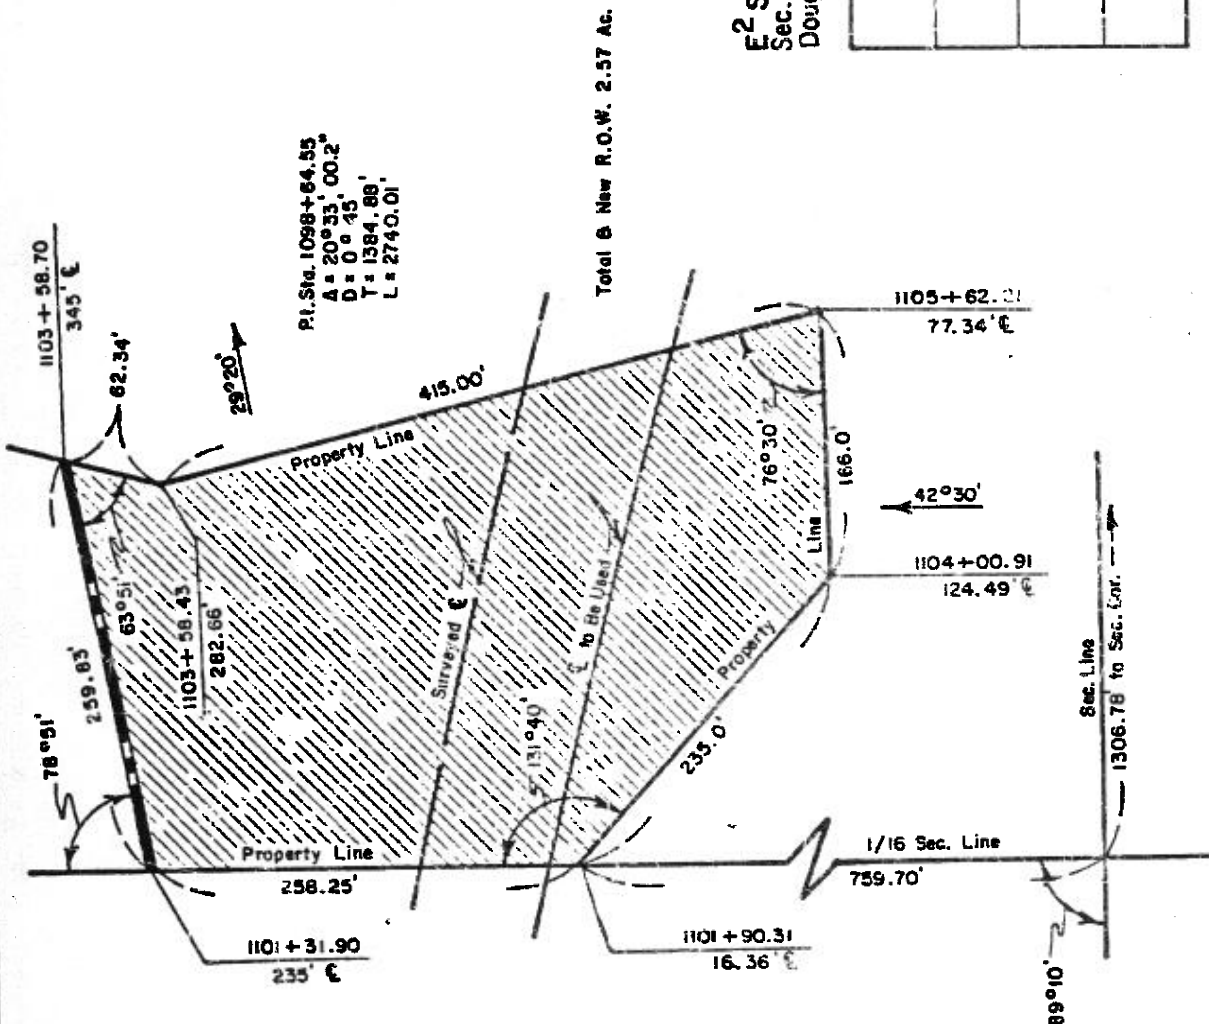 1103+58.70
345' ℄
62.34'
29°20'
P.I. Sta. 1098+64.55
Δ = 20°33' 00.2"
D = 0° 45'
T = 1384.88'
L = 2740.01'
Total & New R.O.W. 2.57 Ac.
E2 S
Sec.
415.00'
Property Line
1105+62.
77.34' ℄
76°30'
166.0'
42°30'
Line
1104+00.91
124.49' ℄
63°51'
1103+58.43
282.66'
259.83'
78°51'
Surveyed ℄
℄ to Be Used
Property
131°40'
235.0'
Sec. Line
1306.78 to Sec. Cor.
Property Line
258.25'
1/16 Sec. Line
759.70'
1101+31.90
235' ℄
1101+90.31
16.36' ℄
89°10'